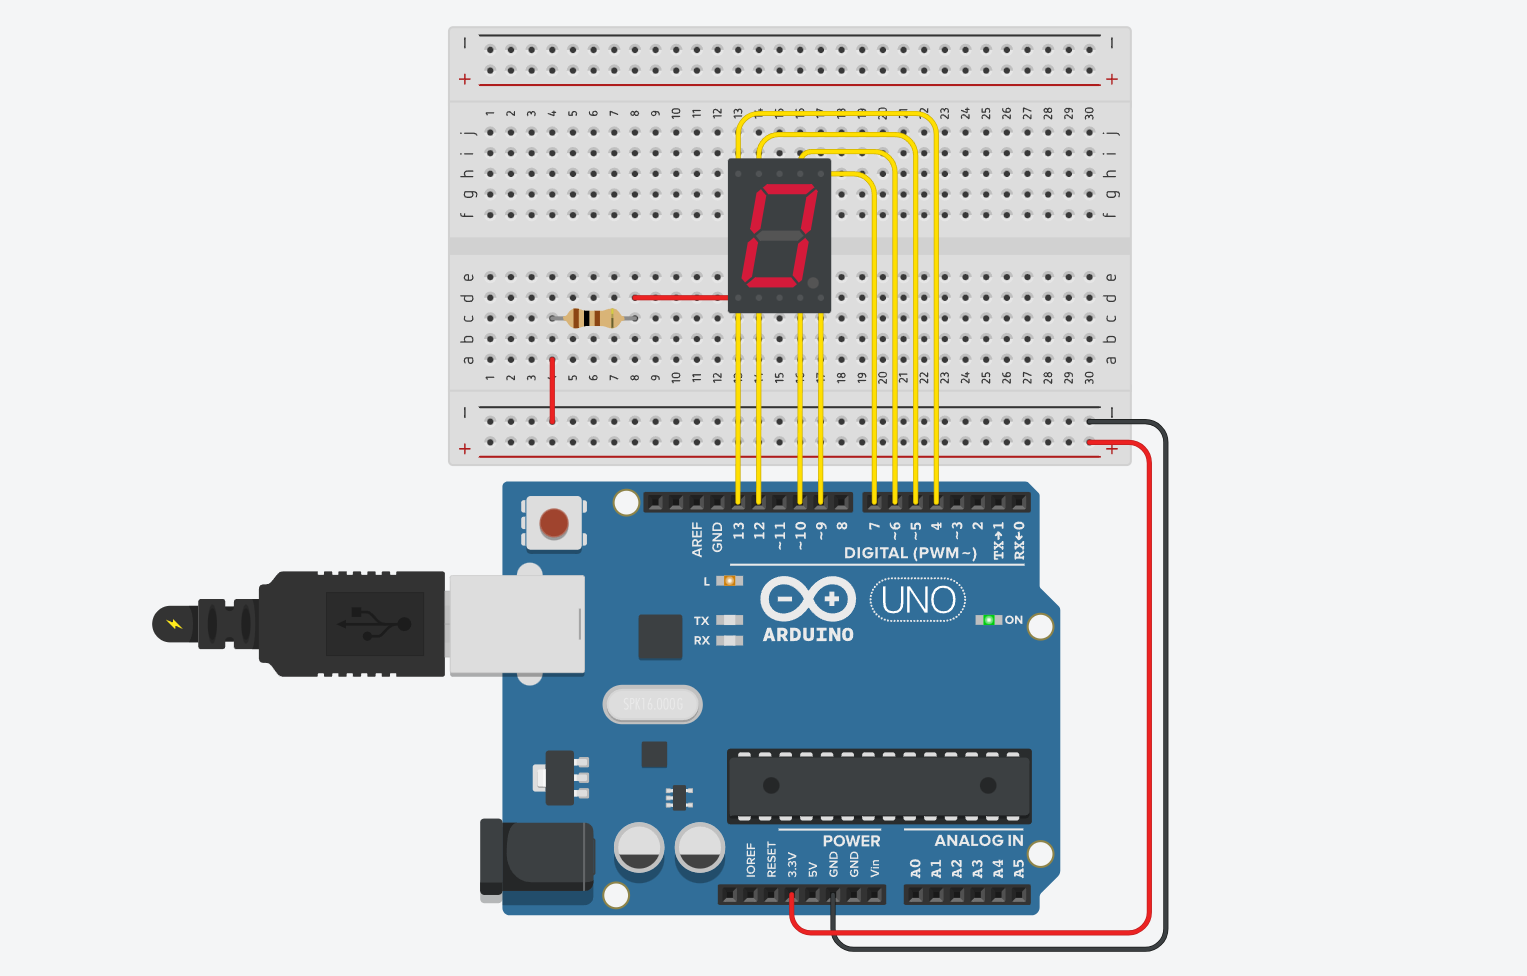 − −
+ +
1 2 3 4 5 6 7 8 9 10 11 12 13 14 15 16 17 18 19 20 21 22 23 24 25 26 27 28 29 30
j j
i i
h h
g g
f f
e e
d d
c c
b b
a a
1 2 3 4 5 6 7 8 9 10 11 12 13 14 15 16 17 18 19 20 21 22 23 24 25 26 27 28 29 30
− −
+ +
AREF GND 13 12 ~11 ~10 ~9 8 7 ~6 ~5 4 ~3 2 TX→1 RX←0
DIGITAL (PWM~)
L
TX
RX
ARDUINO
UNO
ON
SPK16.000G
POWER ANALOG IN
IOREF RESET 3.3V 5V GND GND Vin A0 A1 A2 A3 A4 A5